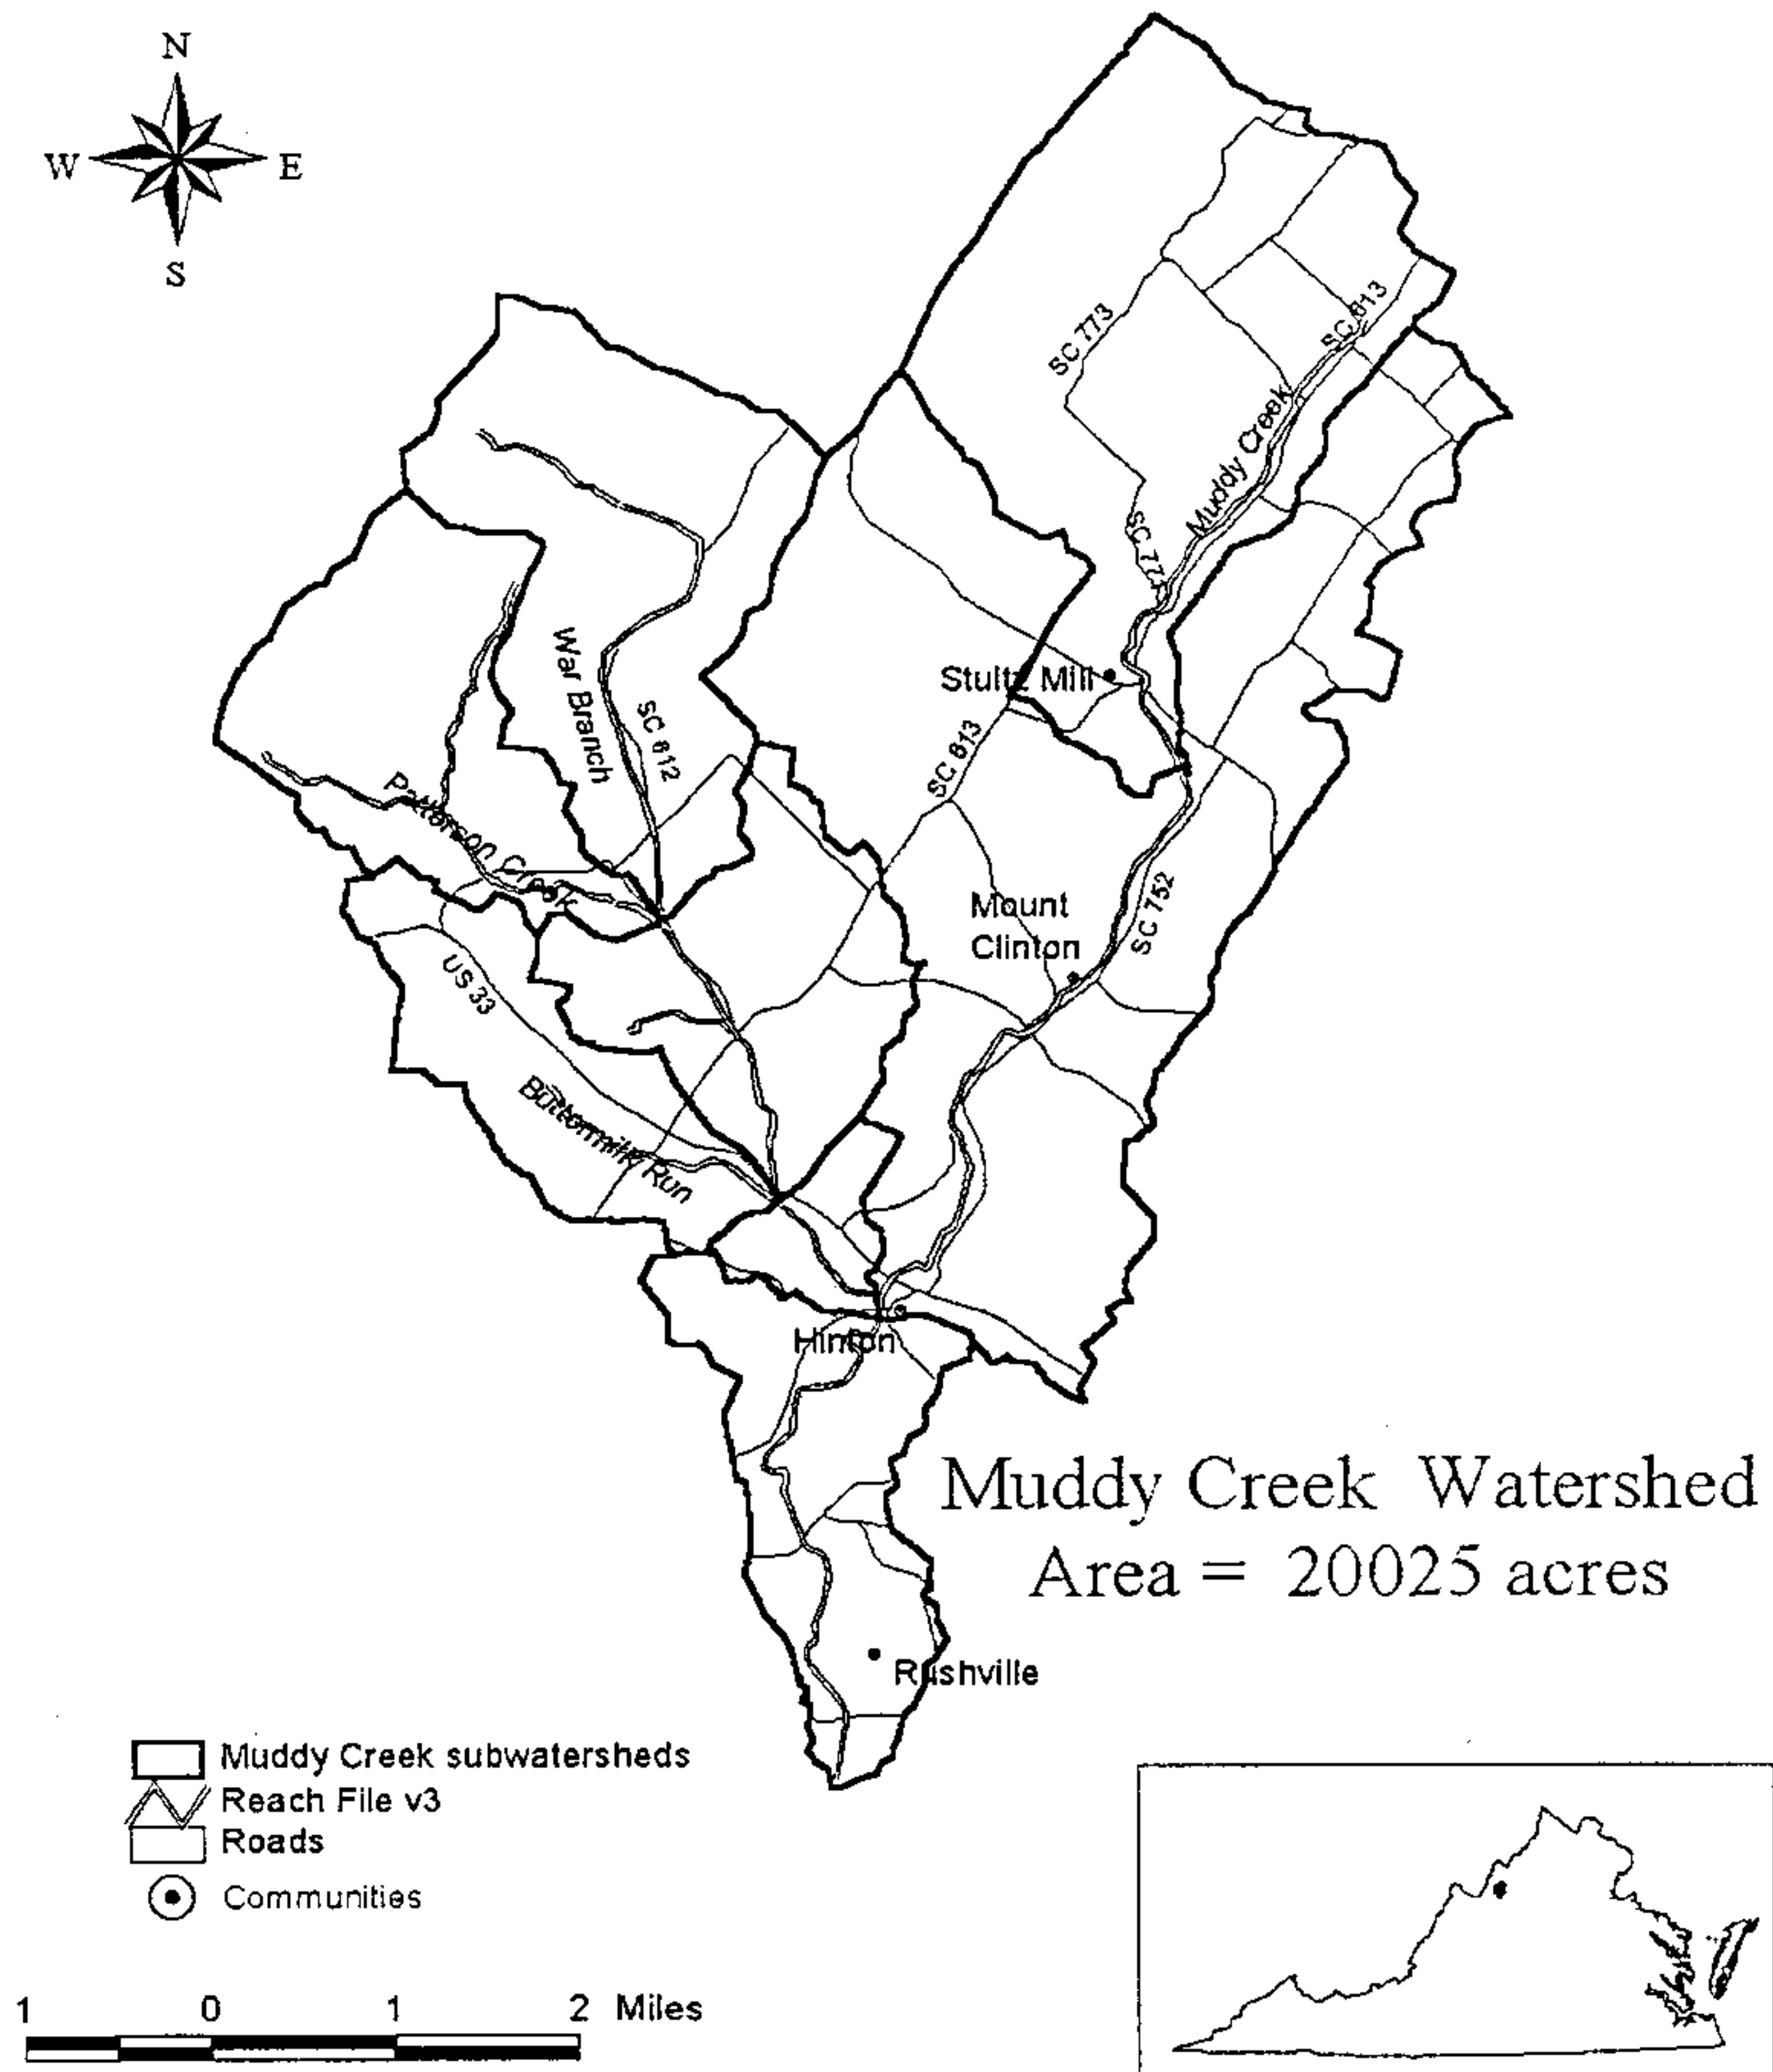 N
W E
S
SC 773
SC 613
Muddy Creek
SC 77
War Branch
SC 612
Stultz Mill
SC 613
Patterson Creek
Mount
Clinton
SC 752
US 33
Buttermilk Run
Hinton
Muddy Creek Watershed
Area = 20025 acres
Rushville
Muddy Creek subwatersheds
Reach File v3
Roads
Communities
1 0 1 2 Miles